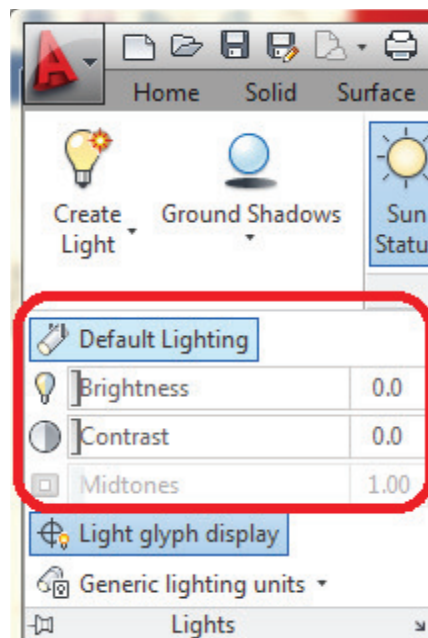 Home Solid Surface
Create Ground Shadows Sun
Light Statu
Default Lighting
Brightness 0.0
Contrast 0.0
Midtones 1.00
Light glyph display
Generic lighting units
Lights